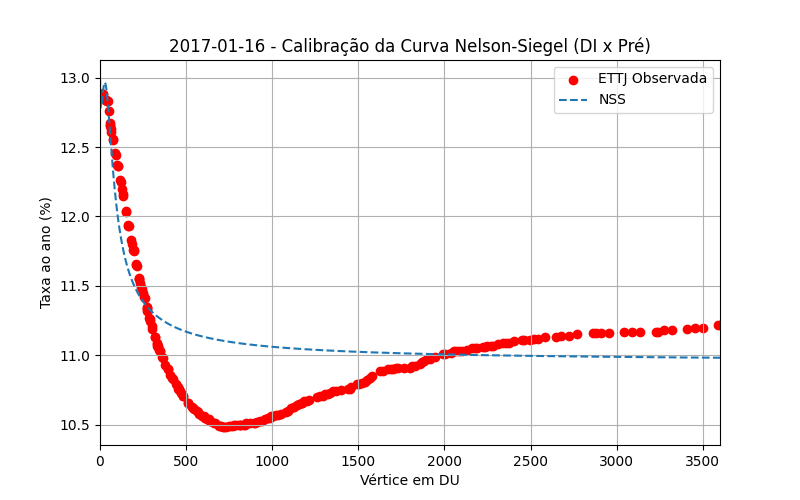 2017-01-16 - Calibração da Curva Nelson-Siegel (DI x Pré)
ETTJ Observada
NSS
Taxa ao ano (%)
13.0
12.5
12.0
11.5
11.0
10.5
0 500 1000 1500 2000 2500 3000 3500
Vértice em DU